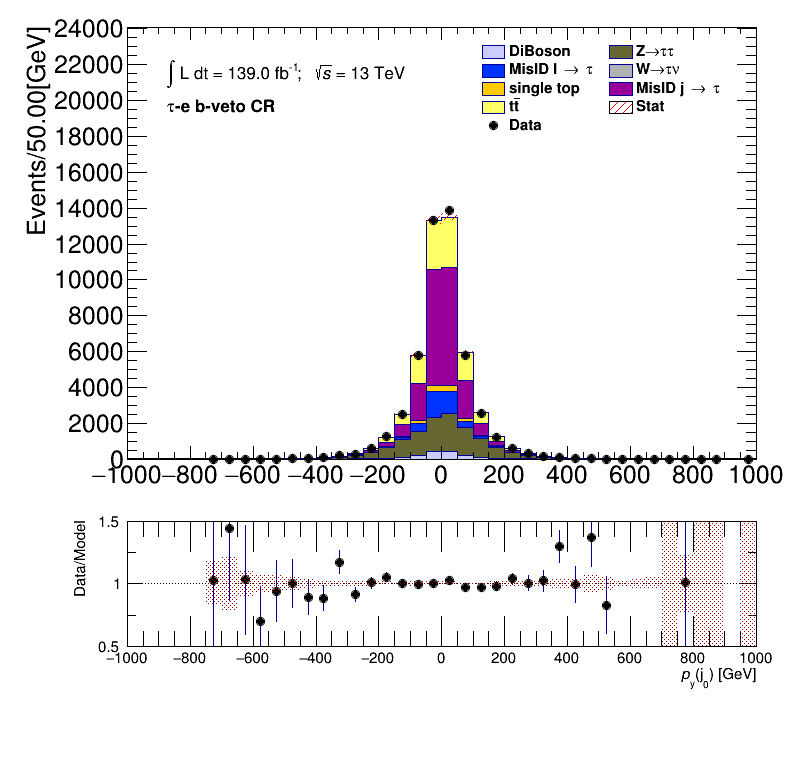 Events/50.00[GeV]
24000
22000
20000
18000
16000
14000
12000
10000
8000
6000
4000
2000
0
∫ L dt = 139.0 fb⁻¹; √s = 13 TeV
τ-e b-veto CR
DiBoson
Z→ττ
MisID l → τ
W→τν
single top
MisID j → τ
tt̄
Stat
Data
−1000 −800 −600 −400 −200 0 200 400 600 800 1000
Data/Model
1.5
1
0.5
−1000 −800 −600 −400 −200 0 200 400 600 800 1000
p_y(j_0) [GeV]